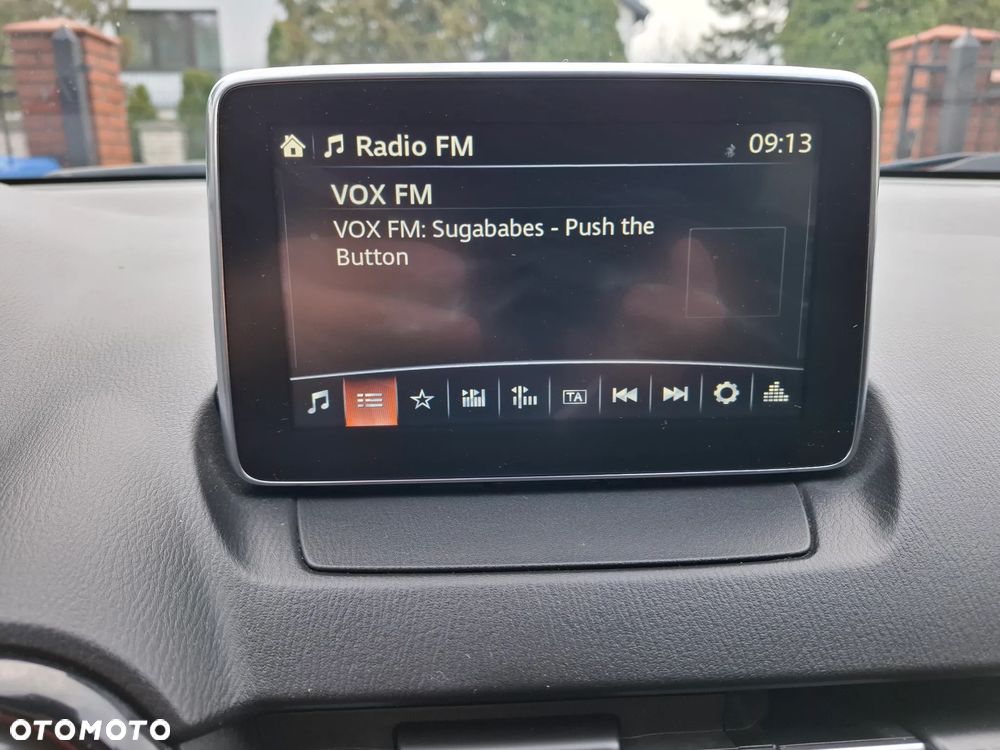 Radio FM
09:13
VOX FM
VOX FM: Sugababes - Push the
Button
TA
OTOMOTO